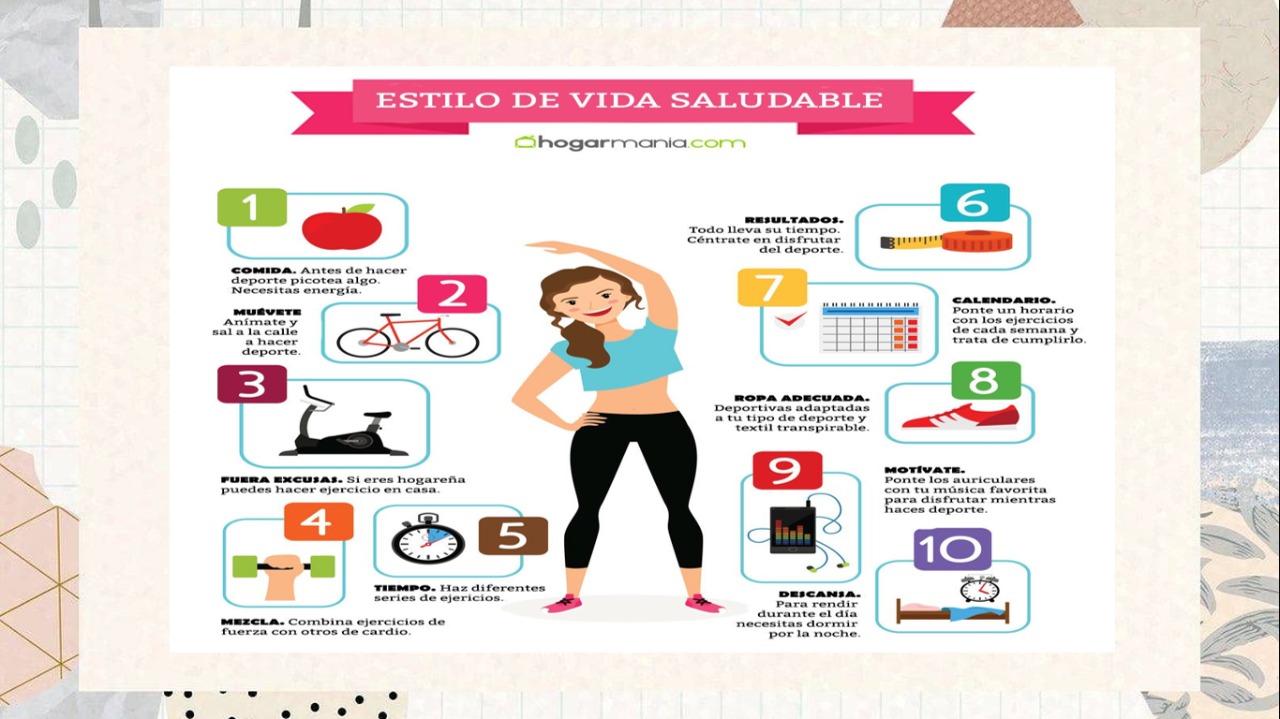 ESTILO DE VIDA SALUDABLE
hogarmania.com
1
COMIDA. Antes de hacer
deporte picotea algo.
Necesitas energía.
2
MUÉVETE
Anímate y
sal a la calle
a hacer
deporte.
3
FUERA EXCUSAS. Si eres hogareña
puedes hacer ejercicio en casa.
4
MEZCLA. Combina ejercicios de
fuerza con otros de cardio.
5
TIEMPO. Haz diferentes
series de ejericios.
6
RESULTADOS.
Todo lleva su tiempo.
Céntrate en disfrutar
del deporte.
7
CALENDARIO.
Ponte un horario
con los ejercicios
de cada semana y
trata de cumplirlo.
8
ROPA ADECUADA.
Deportivas adaptadas
a tu tipo de deporte y
textil transpirable.
9
MOTÍVATE.
Ponte los auriculares
con tu música favorita
para disfrutar mientras
haces deporte.
10
DESCANSA.
Para rendir
durante el día
necesitas dormir
por la noche.